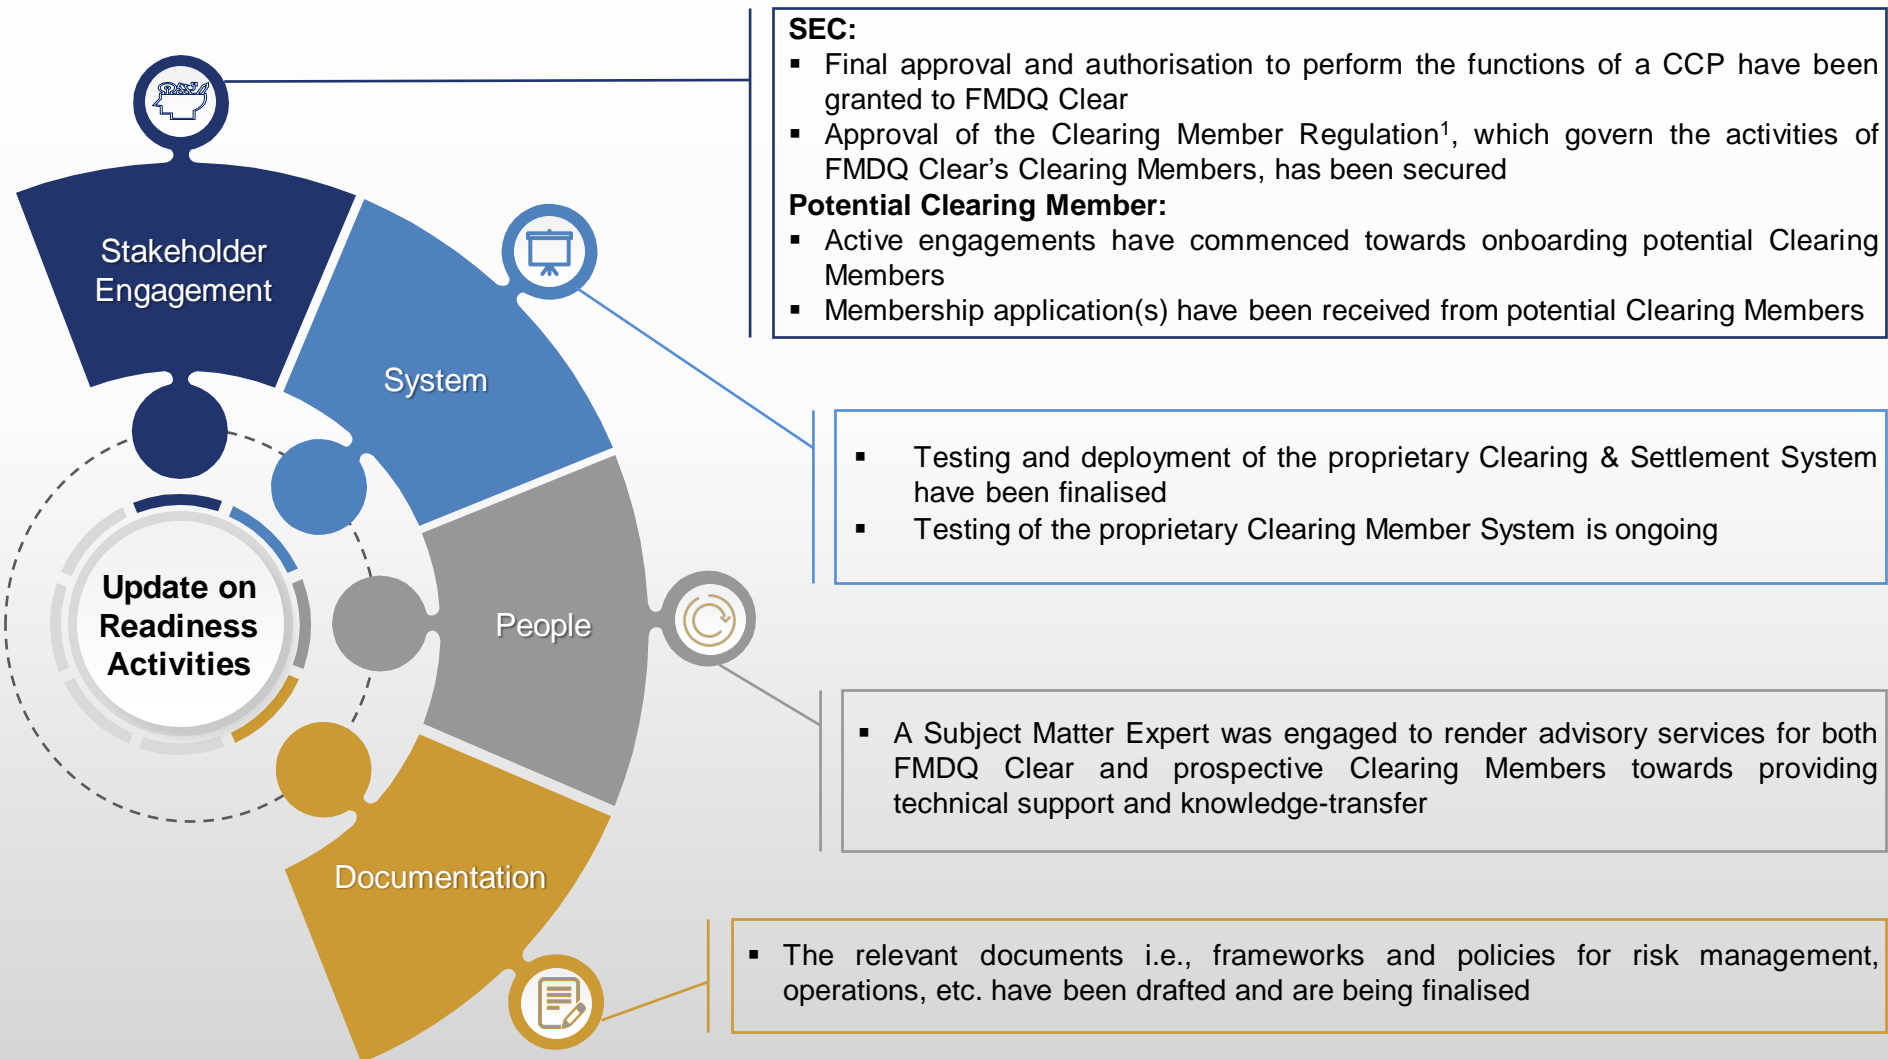 SEC:
▪ Final approval and authorisation to perform the functions of a CCP have been
granted to FMDQ Clear
▪ Approval of the Clearing Member Regulation¹, which govern the activities of
FMDQ Clear’s Clearing Members, has been secured
Potential Clearing Member:
▪ Active engagements have commenced towards onboarding potential Clearing
Members
▪ Membership application(s) have been received from potential Clearing Members
Stakeholder
Engagement
System
▪ Testing and deployment of the proprietary Clearing & Settlement System
have been finalised
▪ Testing of the proprietary Clearing Member System is ongoing
Update on
Readiness
Activities
People
▪ A Subject Matter Expert was engaged to render advisory services for both
FMDQ Clear and prospective Clearing Members towards providing
technical support and knowledge-transfer
Documentation
▪ The relevant documents i.e., frameworks and policies for risk management,
operations, etc. have been drafted and are being finalised